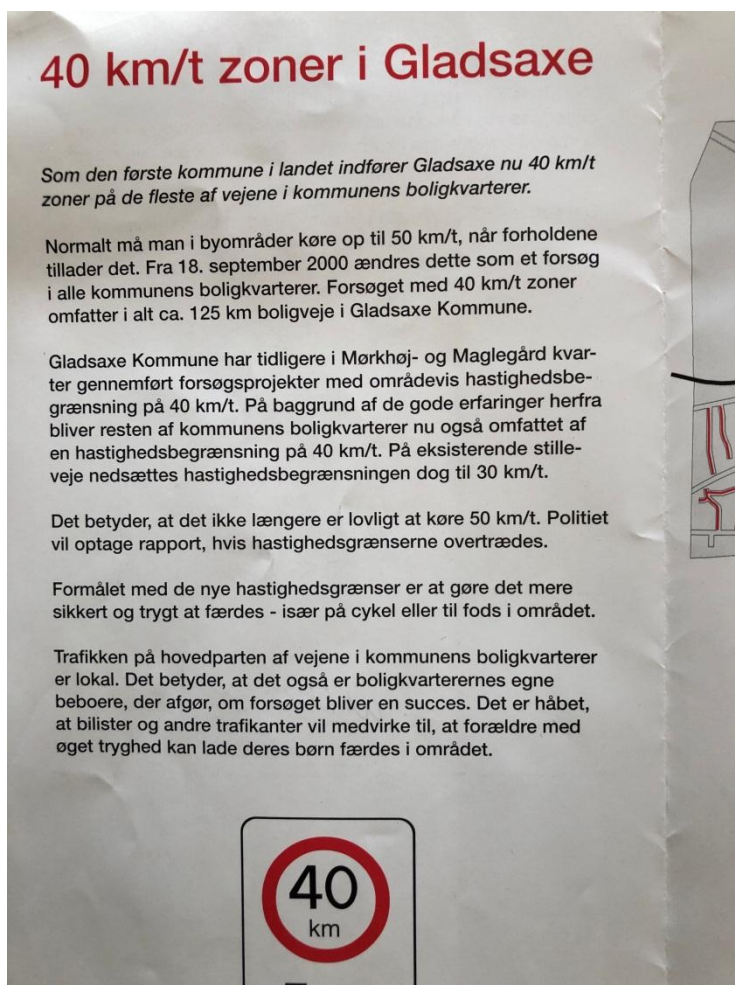 40 km/t zoner i Gladsaxe
Som den første kommune i landet indfører Gladsaxe nu 40 km/t
zoner på de fleste af vejene i kommunens boligkvarterer.
Normalt må man i byområder køre op til 50 km/t, når forholdene
tillader det. Fra 18. september 2000 ændres dette som et forsøg
i alle kommunens boligkvarterer. Forsøget med 40 km/t zoner
omfatter i alt ca. 125 km boligveje i Gladsaxe Kommune.
Gladsaxe Kommune har tidligere i Mørkhøj- og Maglegård kvar-
ter gennemført forsøgsprojekter med områdevis hastighedsbe-
grænsning på 40 km/t. På baggrund af de gode erfaringer herfra
bliver resten af kommunens boligkvarterer nu også omfattet af
en hastighedsbegrænsning på 40 km/t. På eksisterende stille-
veje nedsættes hastighedsbegrænsningen dog til 30 km/t.
Det betyder, at det ikke længere er lovligt at køre 50 km/t. Politiet
vil optage rapport, hvis hastighedsgrænserne overtrædes.
Formålet med de nye hastighedsgrænser er at gøre det mere
sikkert og trygt at færdes - især på cykel eller til fods i området.
Trafikken på hovedparten af vejene i kommunens boligkvarterer
er lokal. Det betyder, at det også er boligkvarterernes egne
beboere, der afgør, om forsøget bliver en succes. Det er håbet,
at bilister og andre trafikanter vil medvirke til, at forældre med
øget tryghed kan lade deres børn færdes i området.
40
km